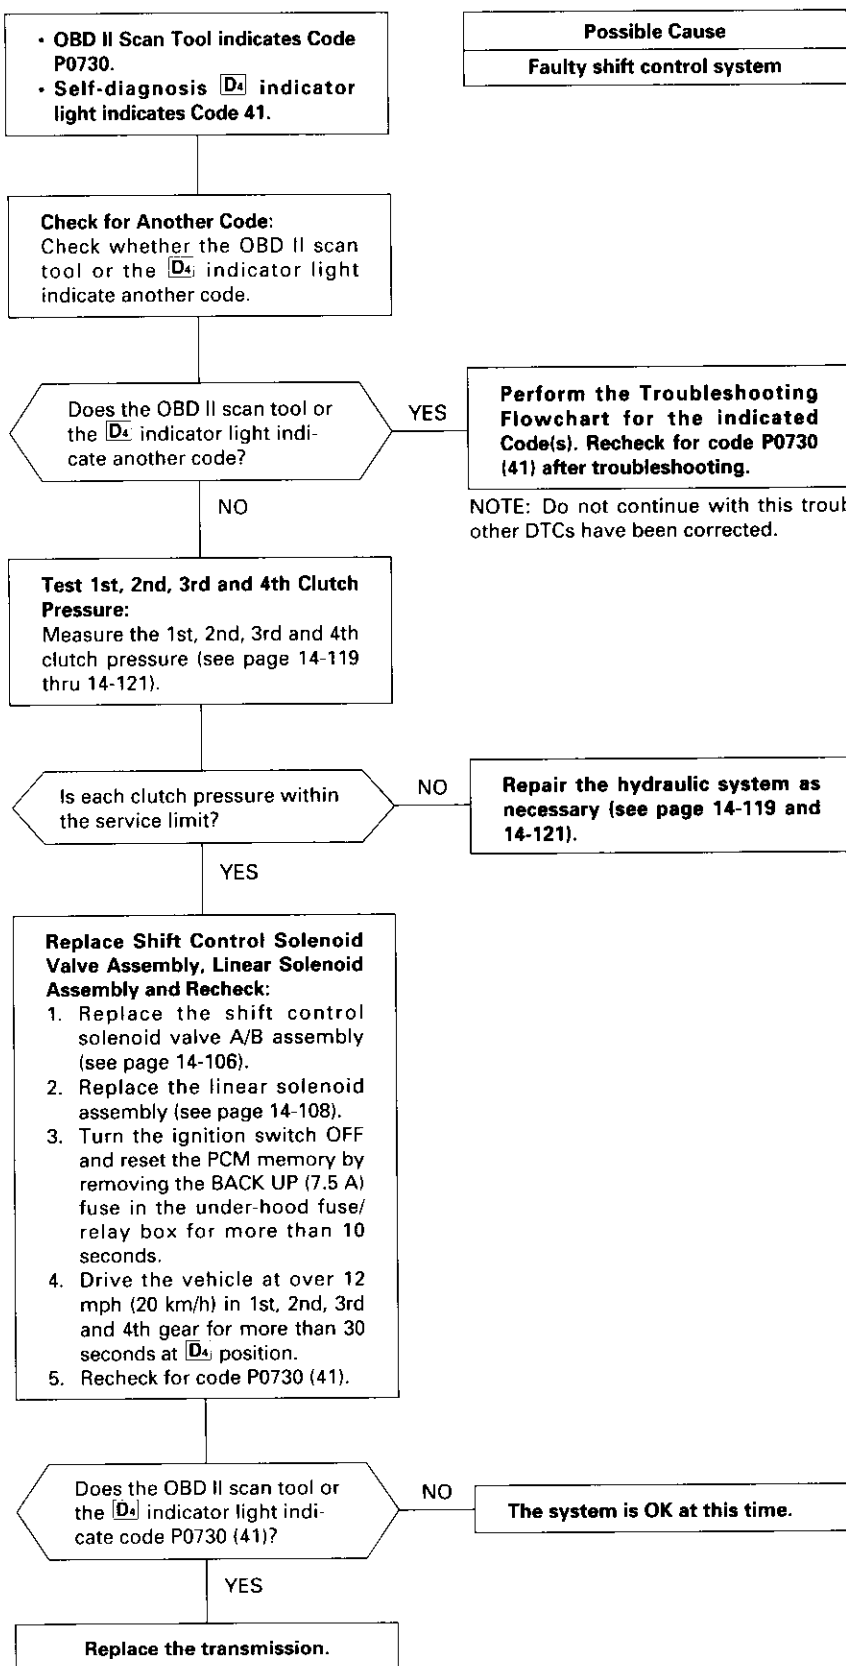 • OBD II Scan Tool indicates Code
P0730.
• Self-diagnosis D4 indicator
light indicates Code 41.
Possible Cause
Faulty shift control system
Check for Another Code:
Check whether the OBD II scan
tool or the D4 indicator light
indicate another code.
Does the OBD II scan tool or
the D4 indicator light indi-
cate another code?
YES
Perform the Troubleshooting
Flowchart for the indicated
Code(s). Recheck for code P0730
(41) after troubleshooting.
NO
NOTE: Do not continue with this troub
other DTCs have been corrected.
Test 1st, 2nd, 3rd and 4th Clutch
Pressure:
Measure the 1st, 2nd, 3rd and 4th
clutch pressure (see page 14-119
thru 14-121).
Is each clutch pressure within
the service limit?
NO
Repair the hydraulic system as
necessary (see page 14-119 and
14-121).
YES
Replace Shift Control Solenoid
Valve Assembly, Linear Solenoid
Assembly and Recheck:
1. Replace the shift control
solenoid valve A/B assembly
(see page 14-106).
2. Replace the linear solenoid
assembly (see page 14-108).
3. Turn the ignition switch OFF
and reset the PCM memory by
removing the BACK UP (7.5 A)
fuse in the under-hood fuse/
relay box for more than 10
seconds.
4. Drive the vehicle at over 12
mph (20 km/h) in 1st, 2nd, 3rd
and 4th gear for more than 30
seconds at D4 position.
5. Recheck for code P0730 (41).
Does the OBD II scan tool or
the D4 indicator light indi-
cate code P0730 (41)?
NO
The system is OK at this time.
YES
Replace the transmission.